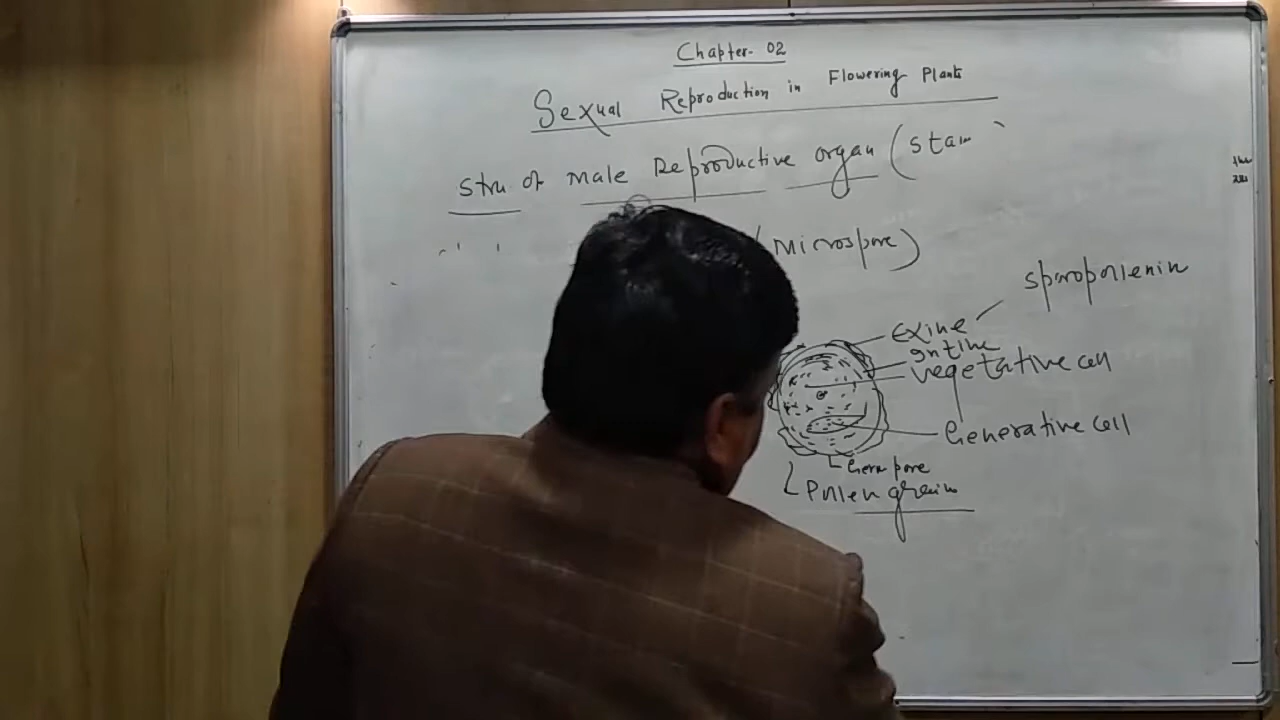 Chapter-02
Sexual Reproduction in Flowering Plants
Stru of male Reproductive organ (stam
(Microspore)
sporopollenin
Exine
Intine
vegetative cell
Generative cell
Germ pore
Pollen grain